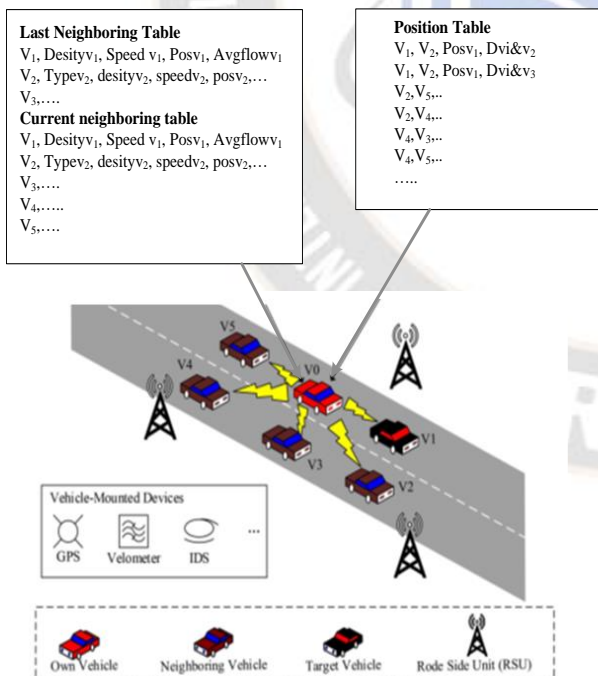 Last Neighboring Table
V₁, Desityv₁, Speed v₁, Posv₁, Avgflowv₁
V₂, Typev₂, desityv₂, speedv₂, posv₂,…
V₃,….
Current neighboring table
V₁, Desityv₁, Speed v₁, Posv₁, Avgflowv₁
V₂, Typev₂, desityv₂, speedv₂, posv₂,…
V₃,….
V₄,…..
V₅,….
Position Table
V₁, V₂, Posv₁, Dvi&v₂
V₁, V₂, Posv₁, Dvi&v₃
V₂,V₅,..
V₂,V₄,..
V₄,V₃,..
V₄,V₅,..
…..
V5
V0
V4
V1
V3
V2
Vehicle-Mounted Devices
GPS Velometer IDS ...
Own Vehicle Neighboring Vehicle Target Vehicle Rode Side Unit (RSU)